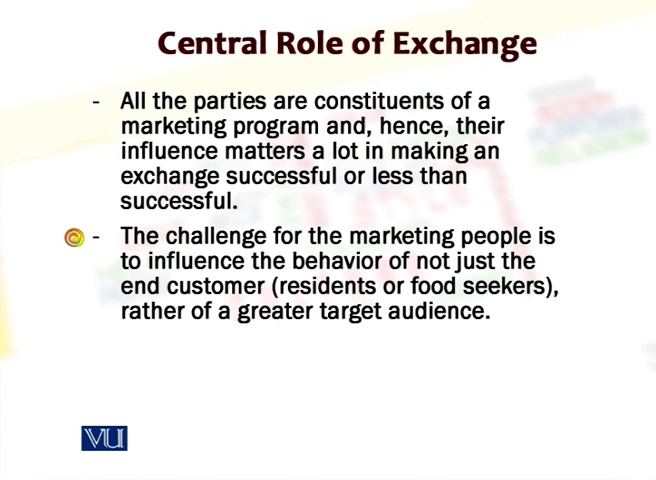 Central Role of Exchange
- All the parties are constituents of a
marketing program and, hence, their
influence matters a lot in making an
exchange successful or less than
successful.
- The challenge for the marketing people is
to influence the behavior of not just the
end customer (residents or food seekers),
rather of a greater target audience.
VU